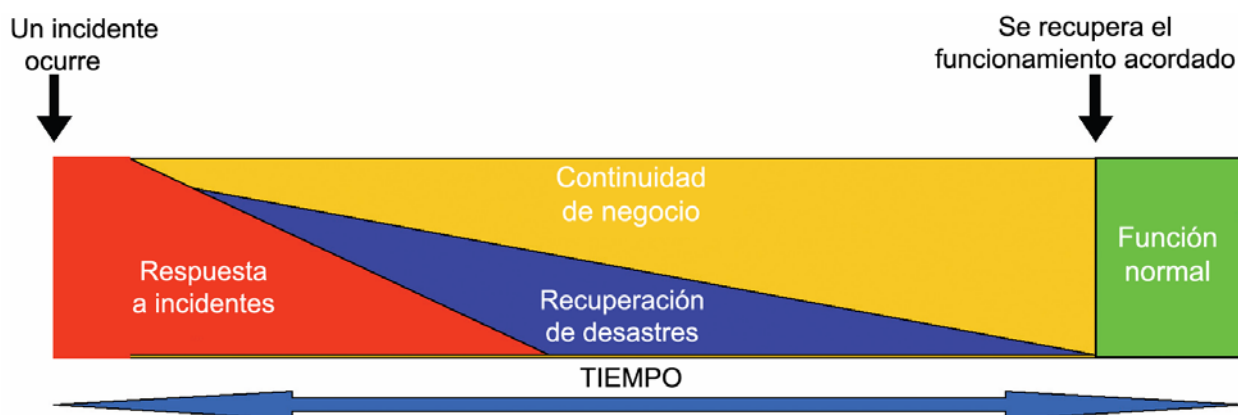 Un incidente
ocurre
Se recupera el
funcionamiento acordado
Continuidad
de negocio
Función
normal
Respuesta
a incidentes
Recuperación
de desastres
TIEMPO